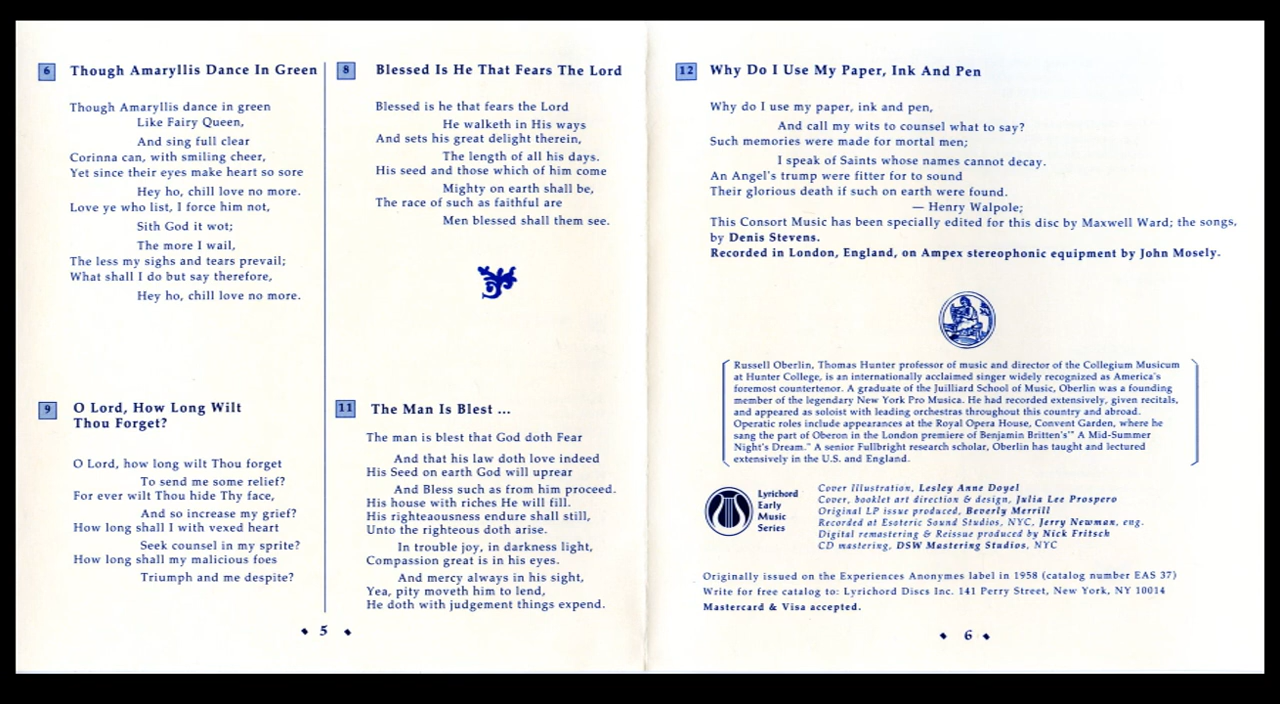 6 Though Amaryllis Dance In Green
Though Amaryllis dance in green
Like Fairy Queen,
And sing full clear
Corinna can, with smiling cheer,
Yet since their eyes make heart so sore
Hey ho, chill love no more.
Love ye who list, I force him not,
Sith God it wot;
The more I wail,
The less my sighs and tears prevail;
What shall I do but say therefore,
Hey ho, chill love no more.
9 O Lord, How Long Wilt
Thou Forget?
O Lord, how long wilt Thou forget
To send me some relief?
For ever wilt Thou hide Thy face,
And so increase my grief?
How long shall I with vexed heart
Seek counsel in my sprite?
How long shall my malicious foes
Triumph and me despite?
8 Blessed Is He That Fears The Lord
Blessed is he that fears the Lord
He walketh in His ways
And sets his great delight therein,
The length of all his days.
His seed and those which of him come
Mighty on earth shall be,
The race of such as faithful are
Men blessed shall them see.
11 The Man Is Blest ...
The man is blest that God doth Fear
And that his law doth love indeed
His Seed on earth God will uprear
And Bless such as from him proceed.
His house with riches He will fill.
His righteaousness endure shall still,
Unto the righteous doth arise.
In trouble joy, in darkness light,
Compassion great is in his eyes.
And mercy always in his sight,
Yea, pity moveth him to lend,
He doth with judgement things expend.
5
12 Why Do I Use My Paper, Ink And Pen
Why do I use my paper, ink and pen,
And call my wits to counsel what to say?
Such memories were made for mortal men;
I speak of Saints whose names cannot decay.
An Angel's trump were fitter for to sound
Their glorious death if such on earth were found.
— Henry Walpole;
This Consort Music has been specially edited for this disc by Maxwell Ward; the songs,
by Denis Stevens.
Recorded in London, England, on Ampex stereophonic equipment by John Mosely.
Russell Oberlin, Thomas Hunter professor of music and director of the Collegium Musicum
at Hunter College, is an internationally acclaimed singer widely recognized as America's
foremost countertenor. A graduate of the Juilliard School of Music, Oberlin was a founding
member of the legendary New York Pro Musica. He had recorded extensively, given recitals,
and appeared as soloist with leading orchestras throughout this country and abroad.
Operatic roles include appearances at the Royal Opera House, Convent Garden, where he
sang the part of Oberon in the London premiere of Benjamin Britten's'" A Mid-Summer
Night's Dream." A senior Fullbright research scholar, Oberlin has taught and lectured
extensively in the U.S. and England.
Lyrichord
Early
Music
Series
Cover Illustration, Lesley Anne Doyel
Cover, booklet art direction & design, Julia Lee Prospero
Original LP issue produced, Beverly Merrill
Recorded at Esoteric Sound Studios, NYC, Jerry Newman, eng.
Digital remastering & Reissue produced by Nick Fritsch
CD mastering, DSW Mastering Studios, NYC
Originally issued on the Experiences Anonymes label in 1958 (catalog number EAS 37)
Write for free catalog to: Lyrichord Discs Inc. 141 Perry Street, New York, NY 10014
Mastercard & Visa accepted.
6